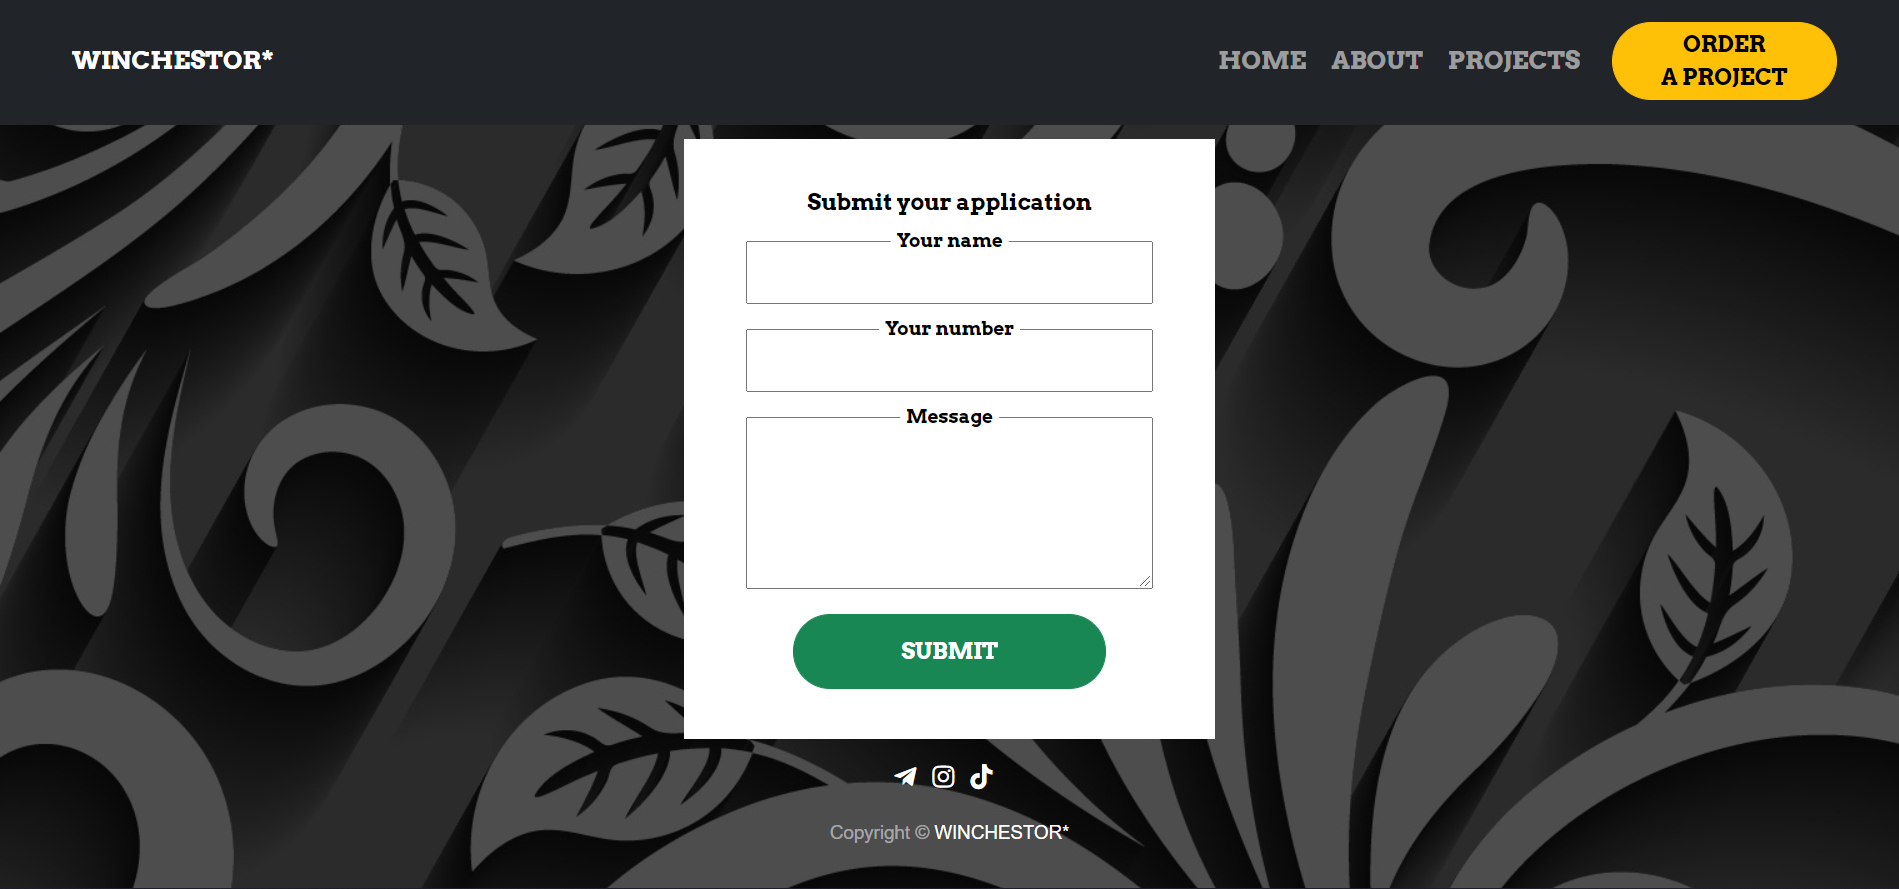 WINCHESTOR*
HOME ABOUT PROJECTS
ORDER
A PROJECT
Submit your application
Your name
Your number
Message
SUBMIT
Copyright © WINCHESTOR*